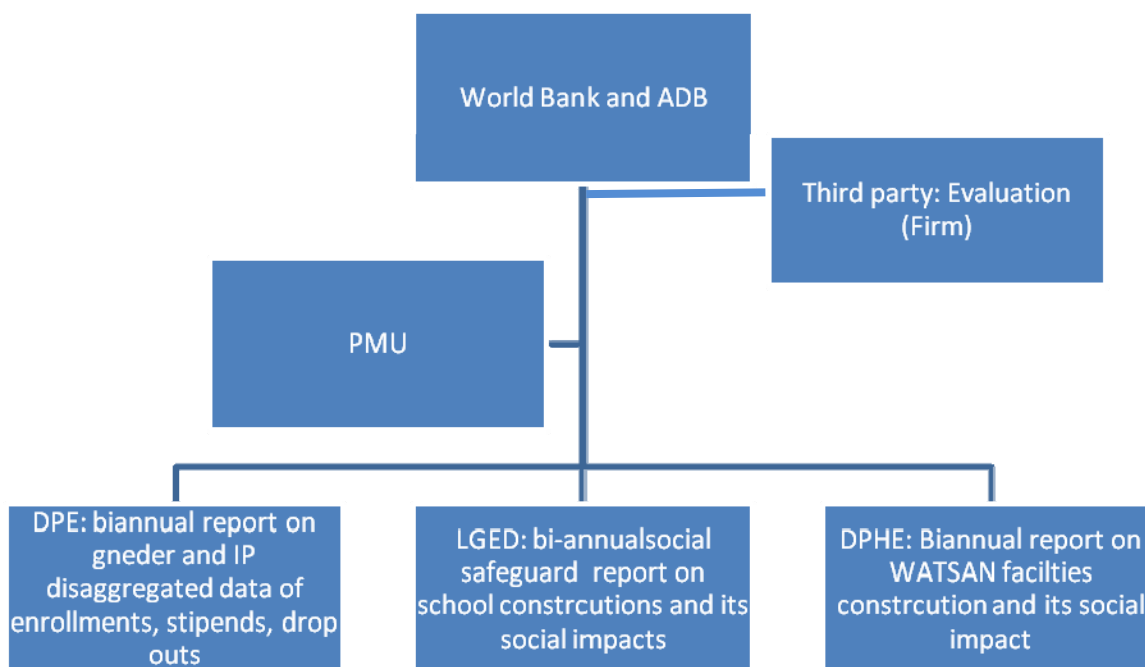 World Bank and ADB
Third party: Evaluation
(Firm)
PMU
DPE: biannual report on
gneder and IP
disaggregated data of
enrollments, stipends, drop
outs
LGED: bi-annualsocial
safeguard report on
school constrcutions and its
social impacts
DPHE: Biannual report on
WATSAN facilties
constrcution and its social
impact